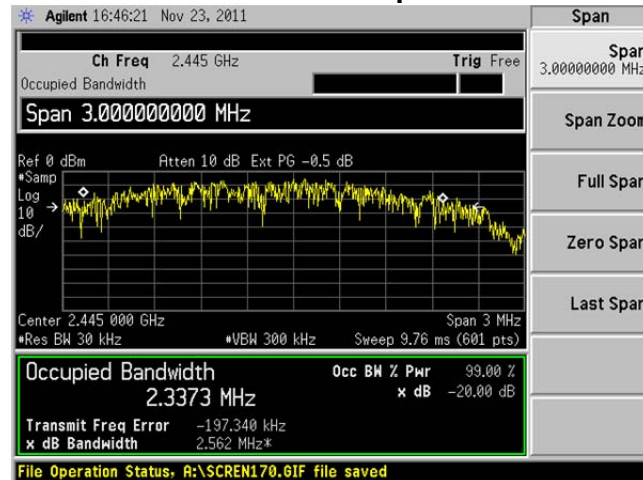 Agilent 16:46:21 Nov 23, 2011
Span
Ch Freq 2.445 GHz Trig Free
Occupied Bandwidth
Span 3.000000000 MHz
Span
3.00000000 MHz
Span Zoom
Full Span
Zero Span
Last Span
Ref 0 dBm Atten 10 dB Ext PG -0.5 dB
#Samp
Log
10
dB/
Center 2.445 000 GHz Span 3 MHz
#Res BW 30 kHz #VBW 300 kHz Sweep 9.76 ms (601 pts)
Occupied Bandwidth
2.3373 MHz
Occ BW % Pwr 99.00 %
x dB -20.00 dB
Transmit Freq Error -197.340 kHz
x dB Bandwidth 2.562 MHz*
File Operation Status, A:\SCREN170.GIF file saved